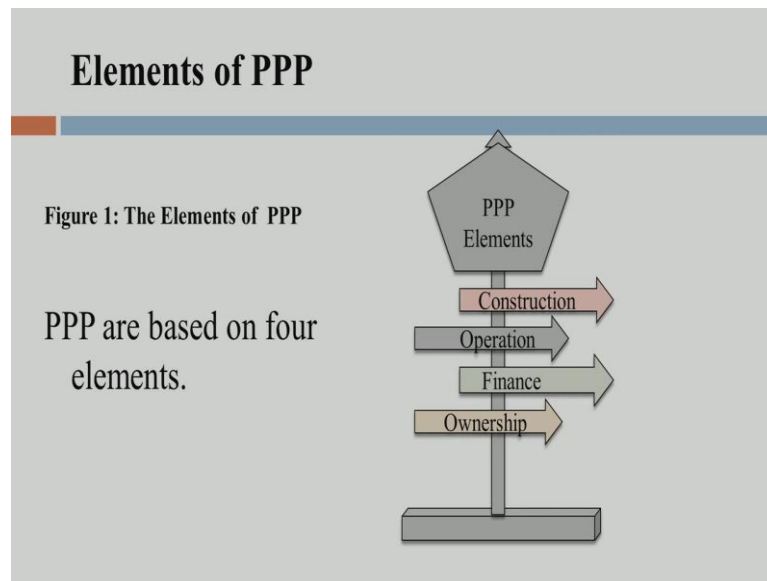 Elements of PPP
Figure 1: The Elements of PPP
PPP are based on four
elements.
PPP
Elements
Construction
Operation
Finance
Ownership